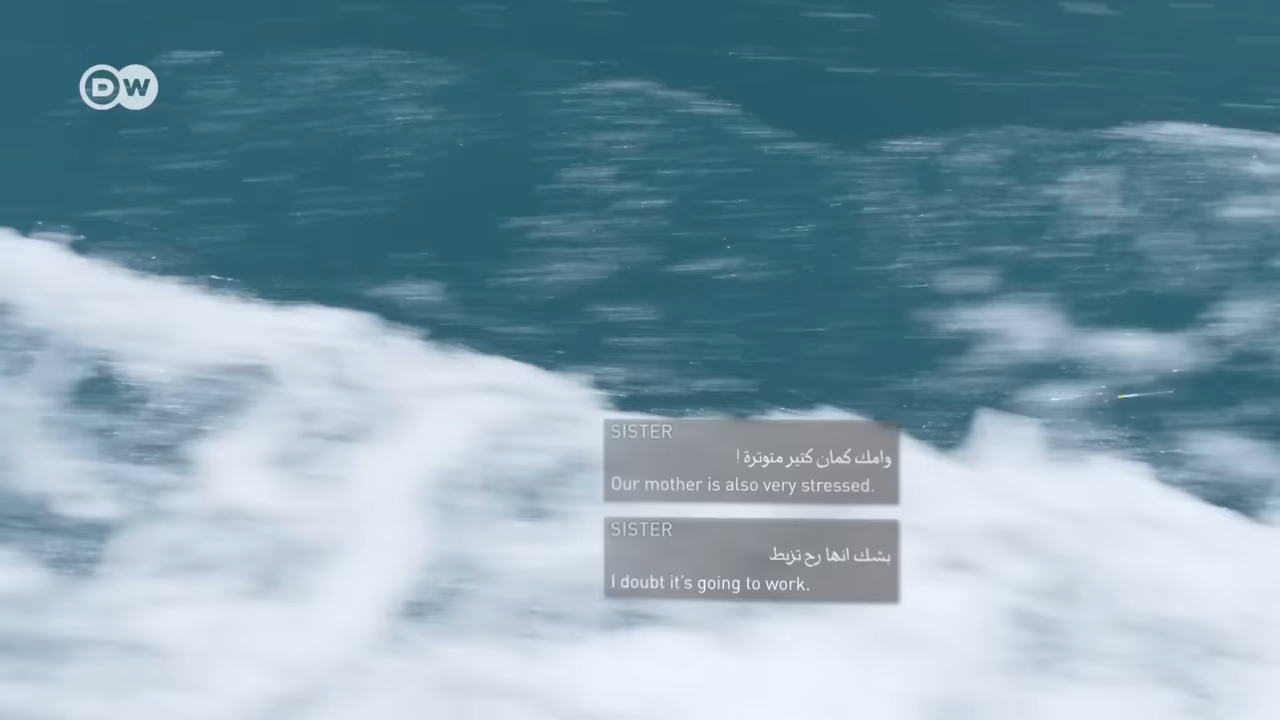 DW
SISTER
وامك كمان كتير متوترة !
Our mother is also very stressed.
SISTER
بشك انها رح تزبط
I doubt it's going to work.